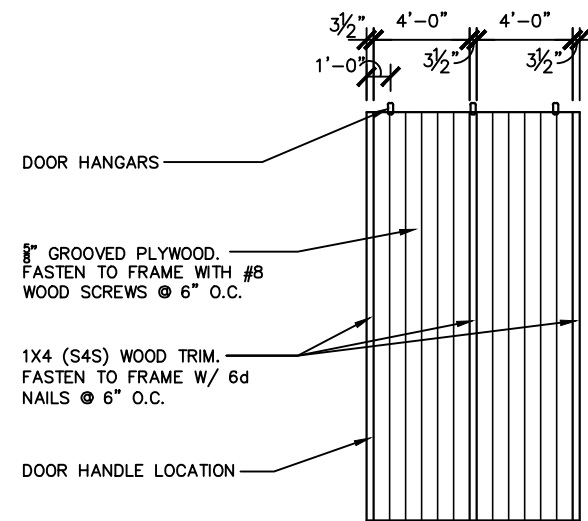 3½" 4'-0" 4'-0"
1'-0" 3½" 3½"
DOOR HANGARS
⅝" GROOVED PLYWOOD.
FASTEN TO FRAME WITH #8
WOOD SCREWS @ 6" O.C.
1X4 (S4S) WOOD TRIM.
FASTEN TO FRAME W/ 6d
NAILS @ 6" O.C.
DOOR HANDLE LOCATION